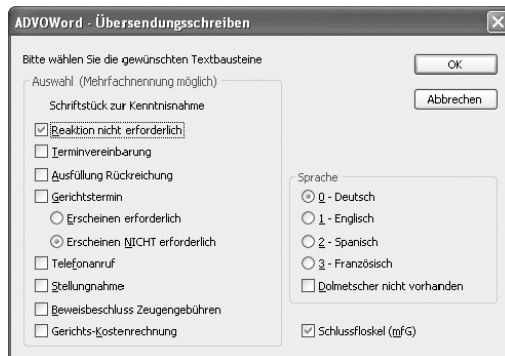 ADVOWord - Übersendungsschreiben
Bitte wählen Sie die gewünschten Textbausteine
Auswahl (Mehrfachnennung möglich)
Schriftstück zur Kenntnisnahme
Reaktion nicht erforderlich
Terminvereinbarung
Ausfüllung Rückreichung
Gerichtstermin
Erscheinen erforderlich
Erscheinen NICHT erforderlich
Telefonanruf
Stellungnahme
Beweisbeschluss Zeugengebühren
Gerichts-Kostenrechnung
OK
Abbrechen
Sprache
0 - Deutsch
1 - Englisch
2 - Spanisch
3 - Französisch
Dolmetscher nicht vorhanden
Schlussfloskel (mfG)